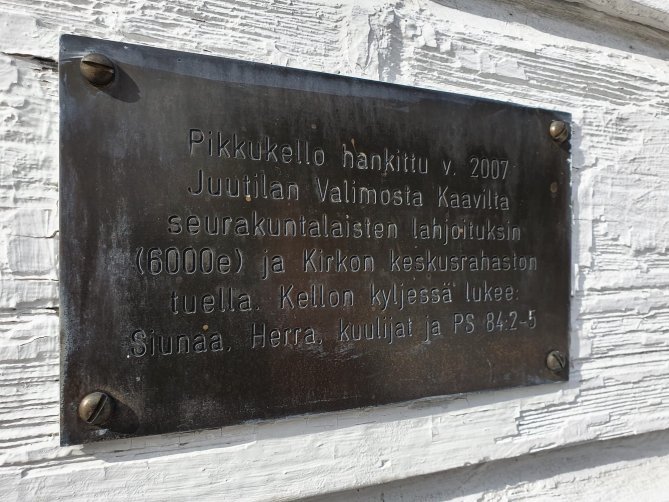 Pikkukello hankittu v. 2007
Juutilan Valimosta Kaavilta
seurakuntalaisten lahjoituksin
(6000e) ja Kirkon keskusrahaston
tuella. Kellon kyljessä lukee:
Siunaa, Herra, kuulijat ja PS 84:2-5